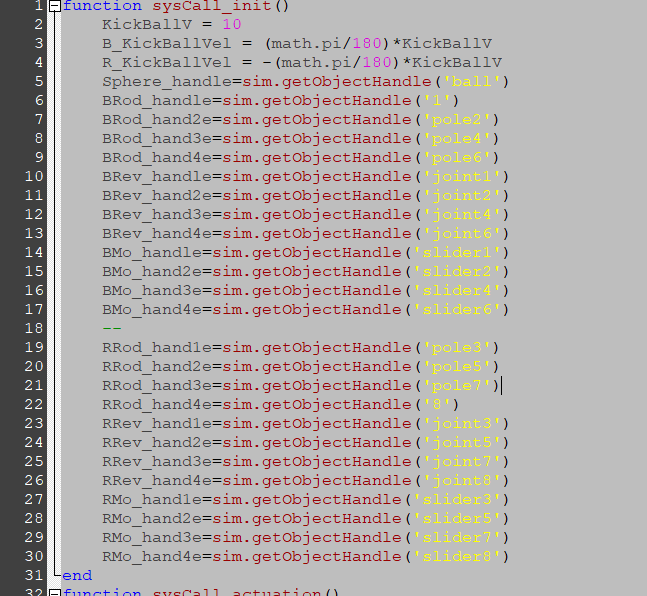 1 function sysCall_init()
2 KickBallV = 10
3 B_KickBallVel = (math.pi/180)*KickBallV
4 R_KickBallVel = -(math.pi/180)*KickBallV
5 Sphere_handle=sim.getObjectHandle('ball')
6 BRod_handle=sim.getObjectHandle('1')
7 BRod_hand2e=sim.getObjectHandle('pole2')
8 BRod_hand3e=sim.getObjectHandle('pole4')
9 BRod_hand4e=sim.getObjectHandle('pole6')
10 BRev_handle=sim.getObjectHandle('joint1')
11 BRev_hand2e=sim.getObjectHandle('joint2')
12 BRev_hand3e=sim.getObjectHandle('joint4')
13 BRev_hand4e=sim.getObjectHandle('joint6')
14 BMo_handle=sim.getObjectHandle('slider1')
15 BMo_hand2e=sim.getObjectHandle('slider2')
16 BMo_hand3e=sim.getObjectHandle('slider4')
17 BMo_hand4e=sim.getObjectHandle('slider6')
18 --
19 RRod_hand1e=sim.getObjectHandle('pole3')
20 RRod_hand2e=sim.getObjectHandle('pole5')
21 RRod_hand3e=sim.getObjectHandle('pole7')
22 RRod_hand4e=sim.getObjectHandle('8')
23 RRev_hand1e=sim.getObjectHandle('joint3')
24 RRev_hand2e=sim.getObjectHandle('joint5')
25 RRev_hand3e=sim.getObjectHandle('joint7')
26 RRev_hand4e=sim.getObjectHandle('joint8')
27 RMo_hand1e=sim.getObjectHandle('slider3')
28 RMo_hand2e=sim.getObjectHandle('slider5')
29 RMo_hand3e=sim.getObjectHandle('slider7')
30 RMo_hand4e=sim.getObjectHandle('slider8')
31 end
32 function sysCall_actuation()